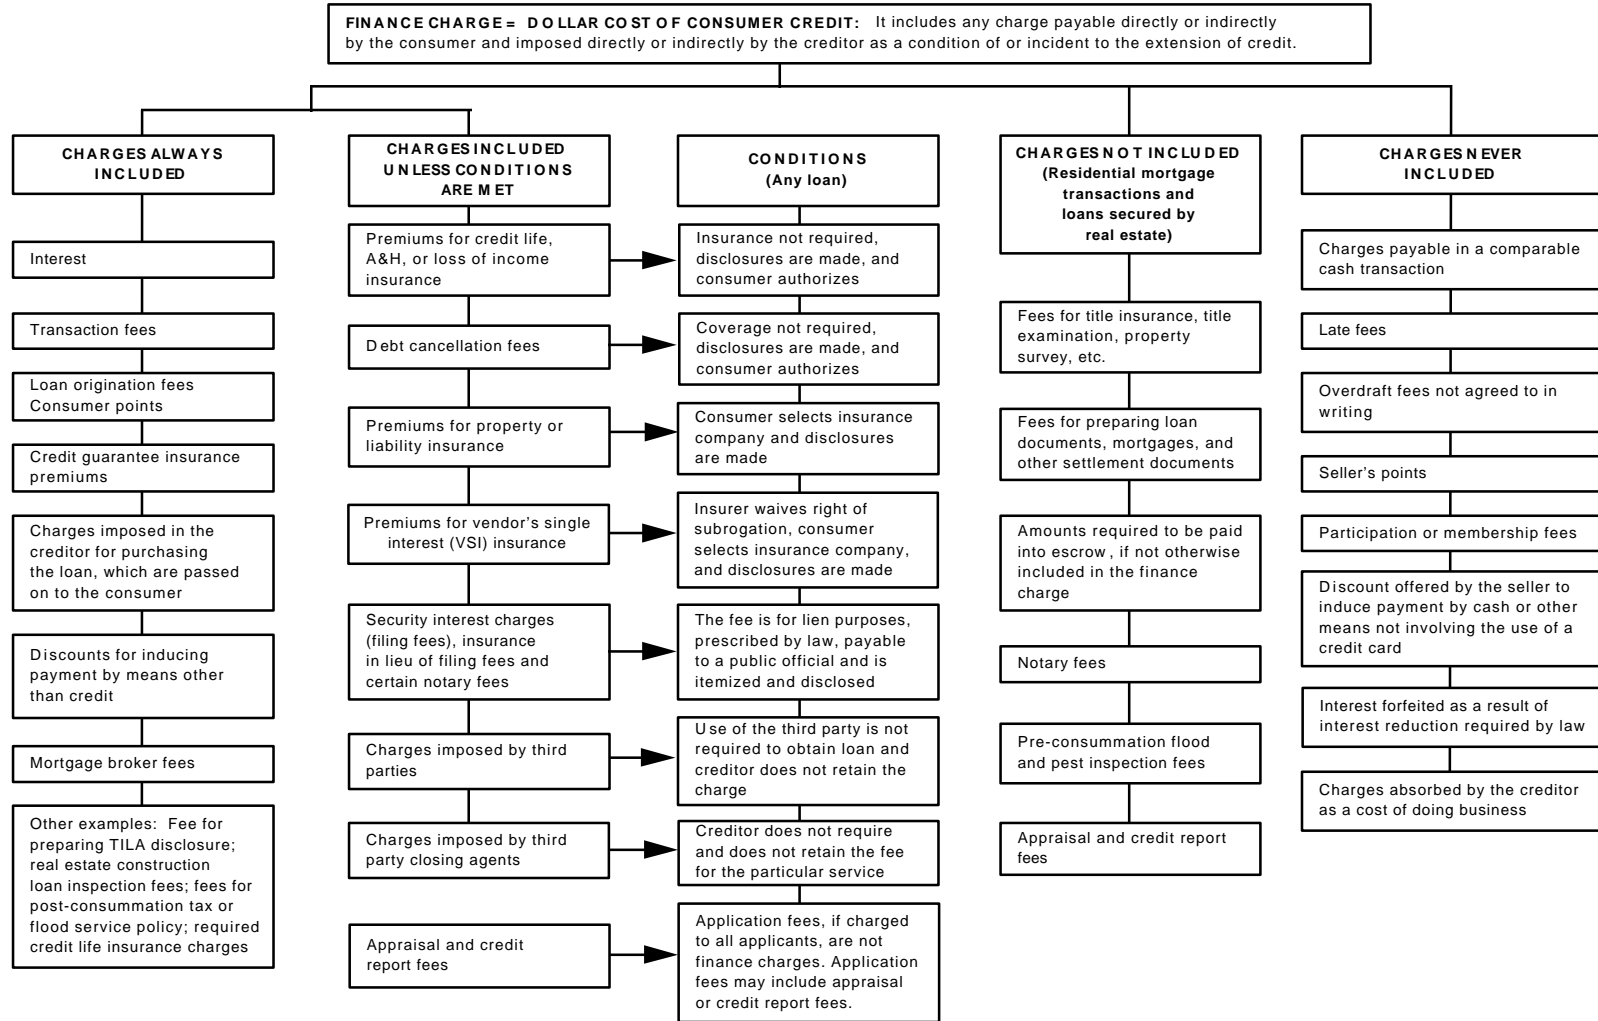 FINANCE CHARGE = DOLLAR COST OF CONSUMER CREDIT: It includes any charge payable directly or indirectly
by the consumer and imposed directly or indirectly by the creditor as a condition of or incident to the extension of credit.
CHARGES ALWAYS
INCLUDED
Interest
Transaction fees
Loan origination fees
Consumer points
Credit guarantee insurance
premiums
Charges imposed in the
creditor for purchasing
the loan, which are passed
on to the consumer
Discounts for inducing
payment by means other
than credit
Mortgage broker fees
Other examples: Fee for
preparing TILA disclosure;
real estate construction
loan inspection fees; fees for
post-consummation tax or
flood service policy; required
credit life insurance charges
CHARGES INCLUDED
UNLESS CONDITIONS
ARE MET
Premiums for credit life,
A&H, or loss of income
insurance
Debt cancellation fees
Premiums for property or
liability insurance
Premiums for vendor's single
interest (VSI) insurance
Security interest charges
(filing fees), insurance
in lieu of filing fees and
certain notary fees
Charges imposed by third
parties
Charges imposed by third
party closing agents
Appraisal and credit
report fees
CONDITIONS
(Any loan)
Insurance not required,
disclosures are made, and
consumer authorizes
Coverage not required,
disclosures are made, and
consumer authorizes
Consumer selects insurance
company and disclosures
are made
Insurer waives right of
subrogation, consumer
selects insurance company,
and disclosures are made
The fee is for lien purposes,
prescribed by law, payable
to a public official and is
itemized and disclosed
Use of the third party is not
required to obtain loan and
creditor does not retain the
charge
Creditor does not require
and does not retain the fee
for the particular service
Application fees, if charged
to all applicants, are not
finance charges. Application
fees may include appraisal
or credit report fees.
CHARGES NOT INCLUDED
(Residential mortgage
transactions and
loans secured by
real estate)
Fees for title insurance, title
examination, property
survey, etc.
Fees for preparing loan
documents, mortgages, and
other settlement documents
Amounts required to be paid
into escrow, if not otherwise
included in the finance
charge
Notary fees
Pre-consummation flood
and pest inspection fees
Appraisal and credit report
fees
CHARGES NEVER
INCLUDED
Charges payable in a comparable
cash transaction
Late fees
Overdraft fees not agreed to in
writing
Seller's points
Participation or membership fees
Discount offered by the seller to
induce payment by cash or other
means not involving the use of a
credit card
Interest forfeited as a result of
interest reduction required by law
Charges absorbed by the creditor
as a cost of doing business